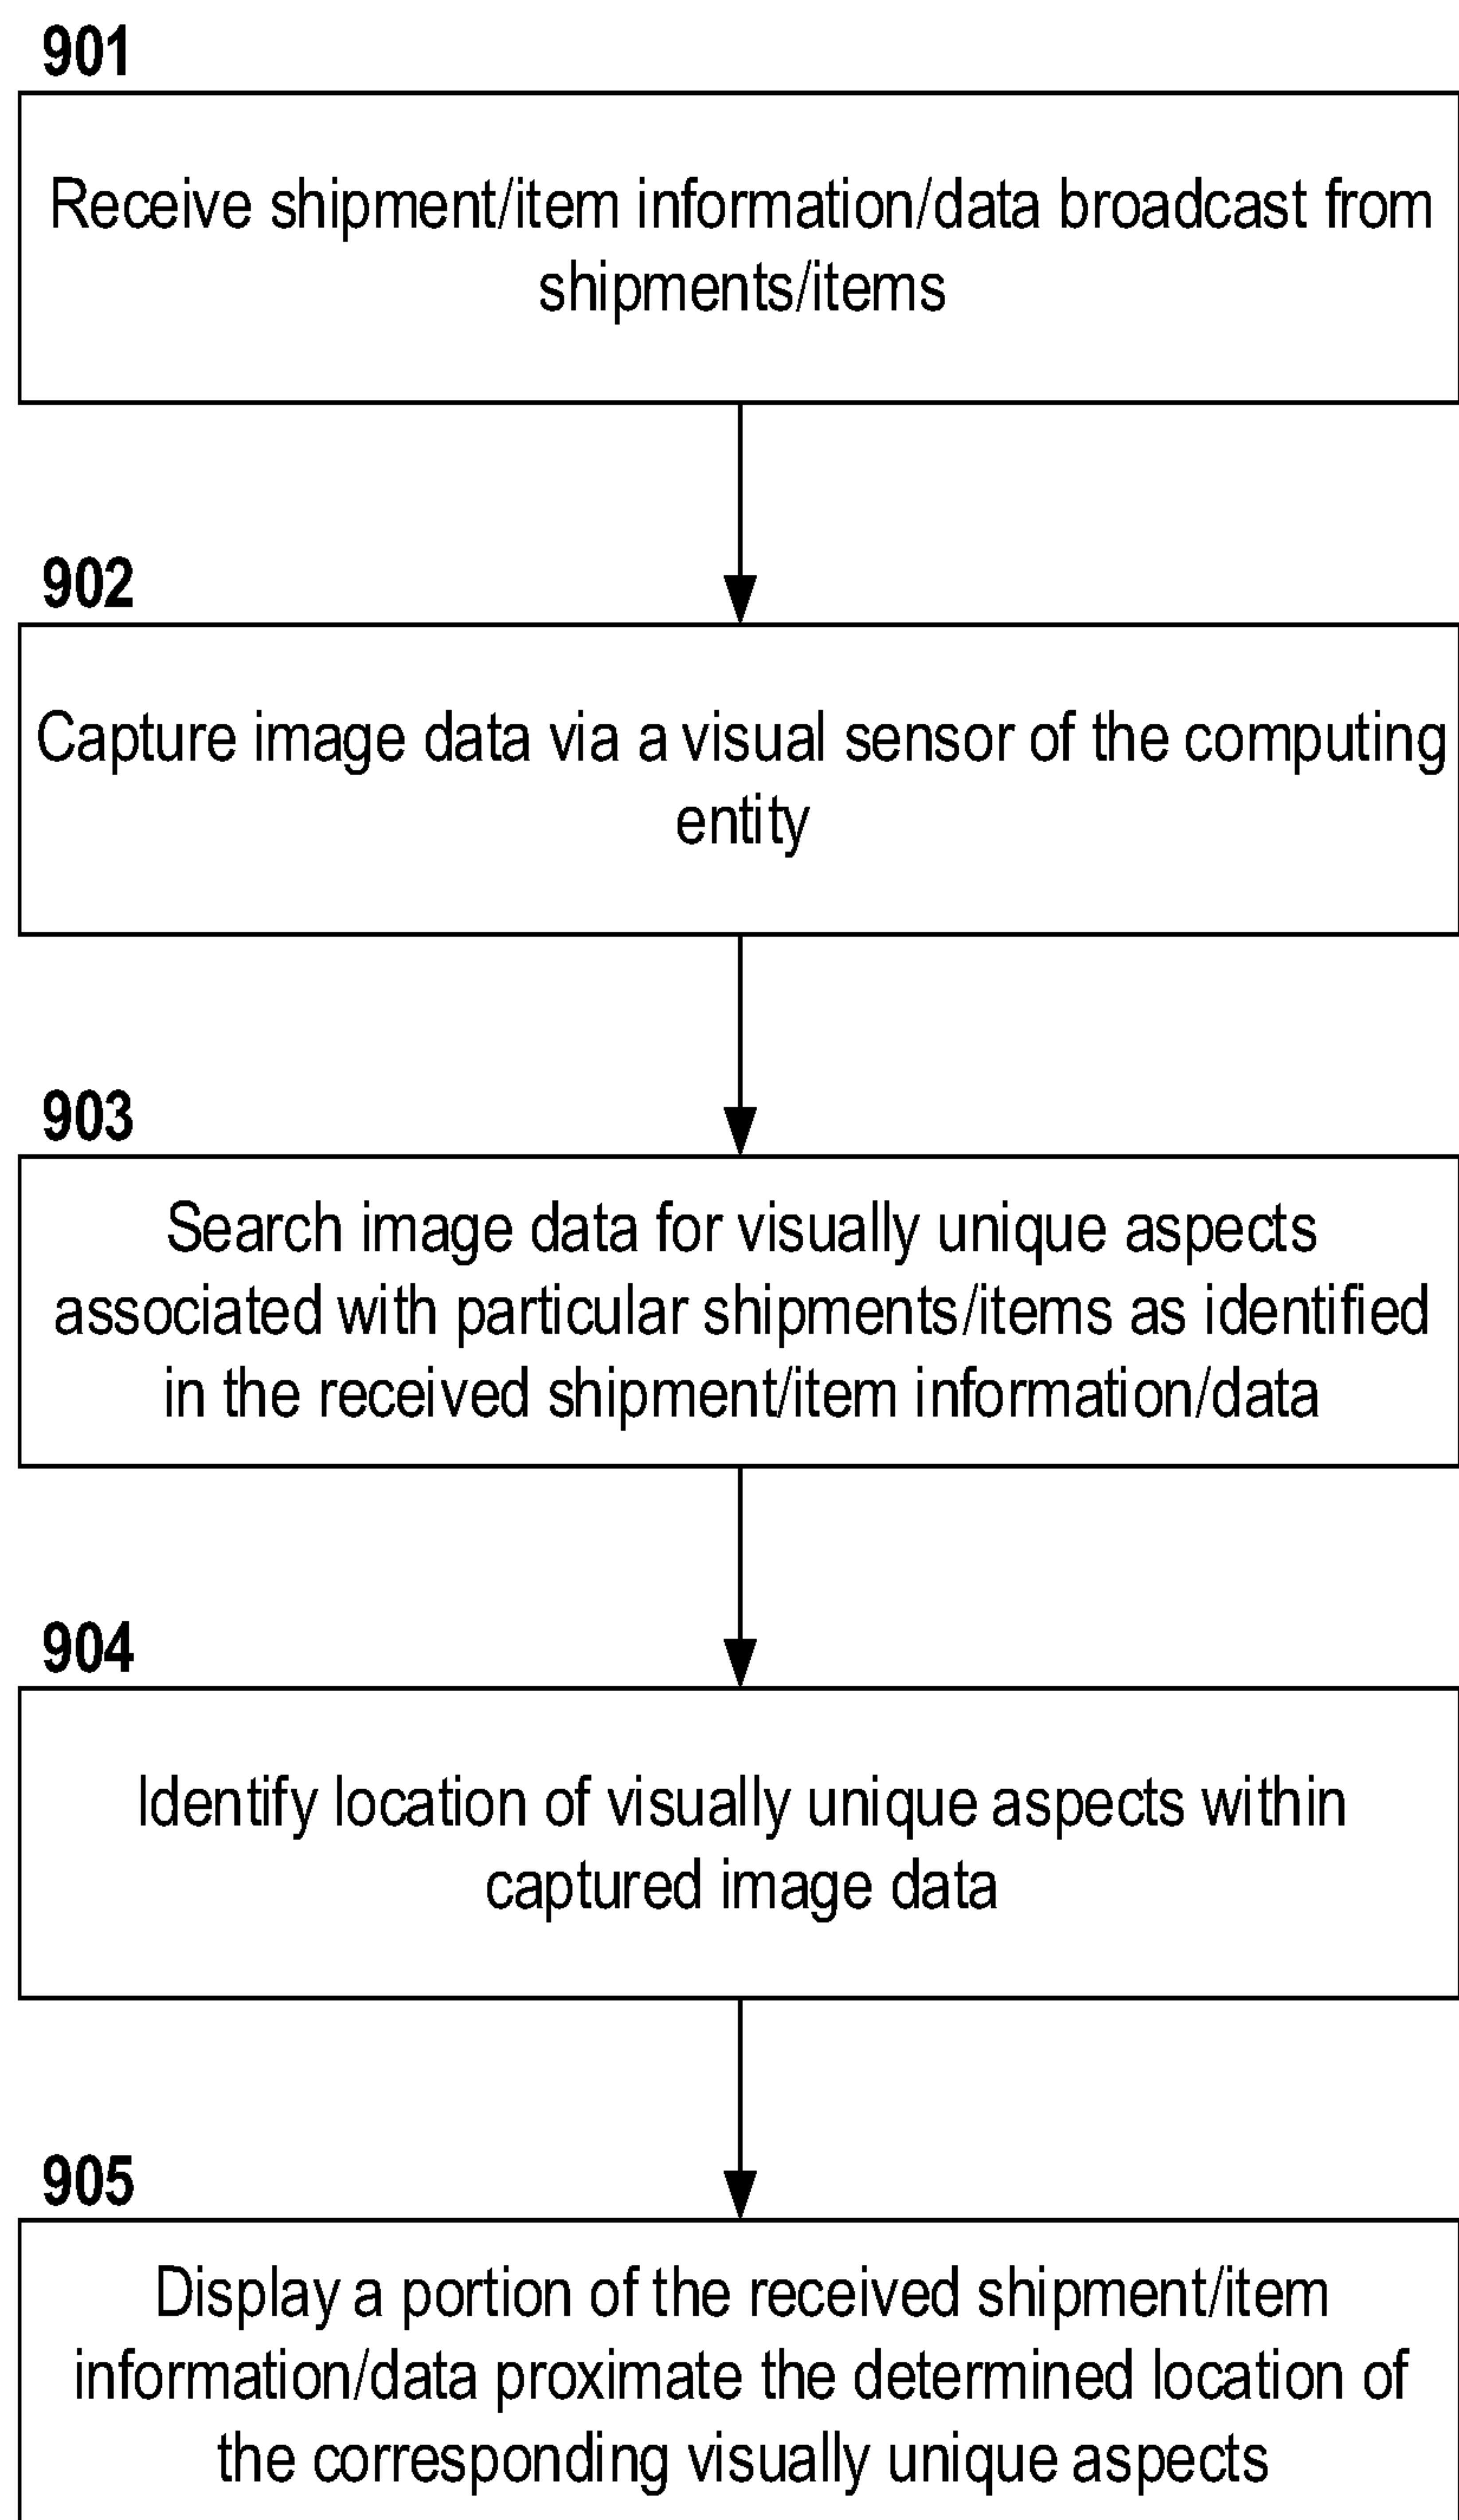 901
Receive shipment/item information/data broadcast from
shipments/items
902
Capture image data via a visual sensor of the computing
entity
903
Search image data for visually unique aspects
associated with particular shipments/items as identified
in the received shipment/item information/data
904
Identify location of visually unique aspects within
captured image data
905
Display a portion of the received shipment/item
information/data proximate the determined location of
the corresponding visually unique aspects